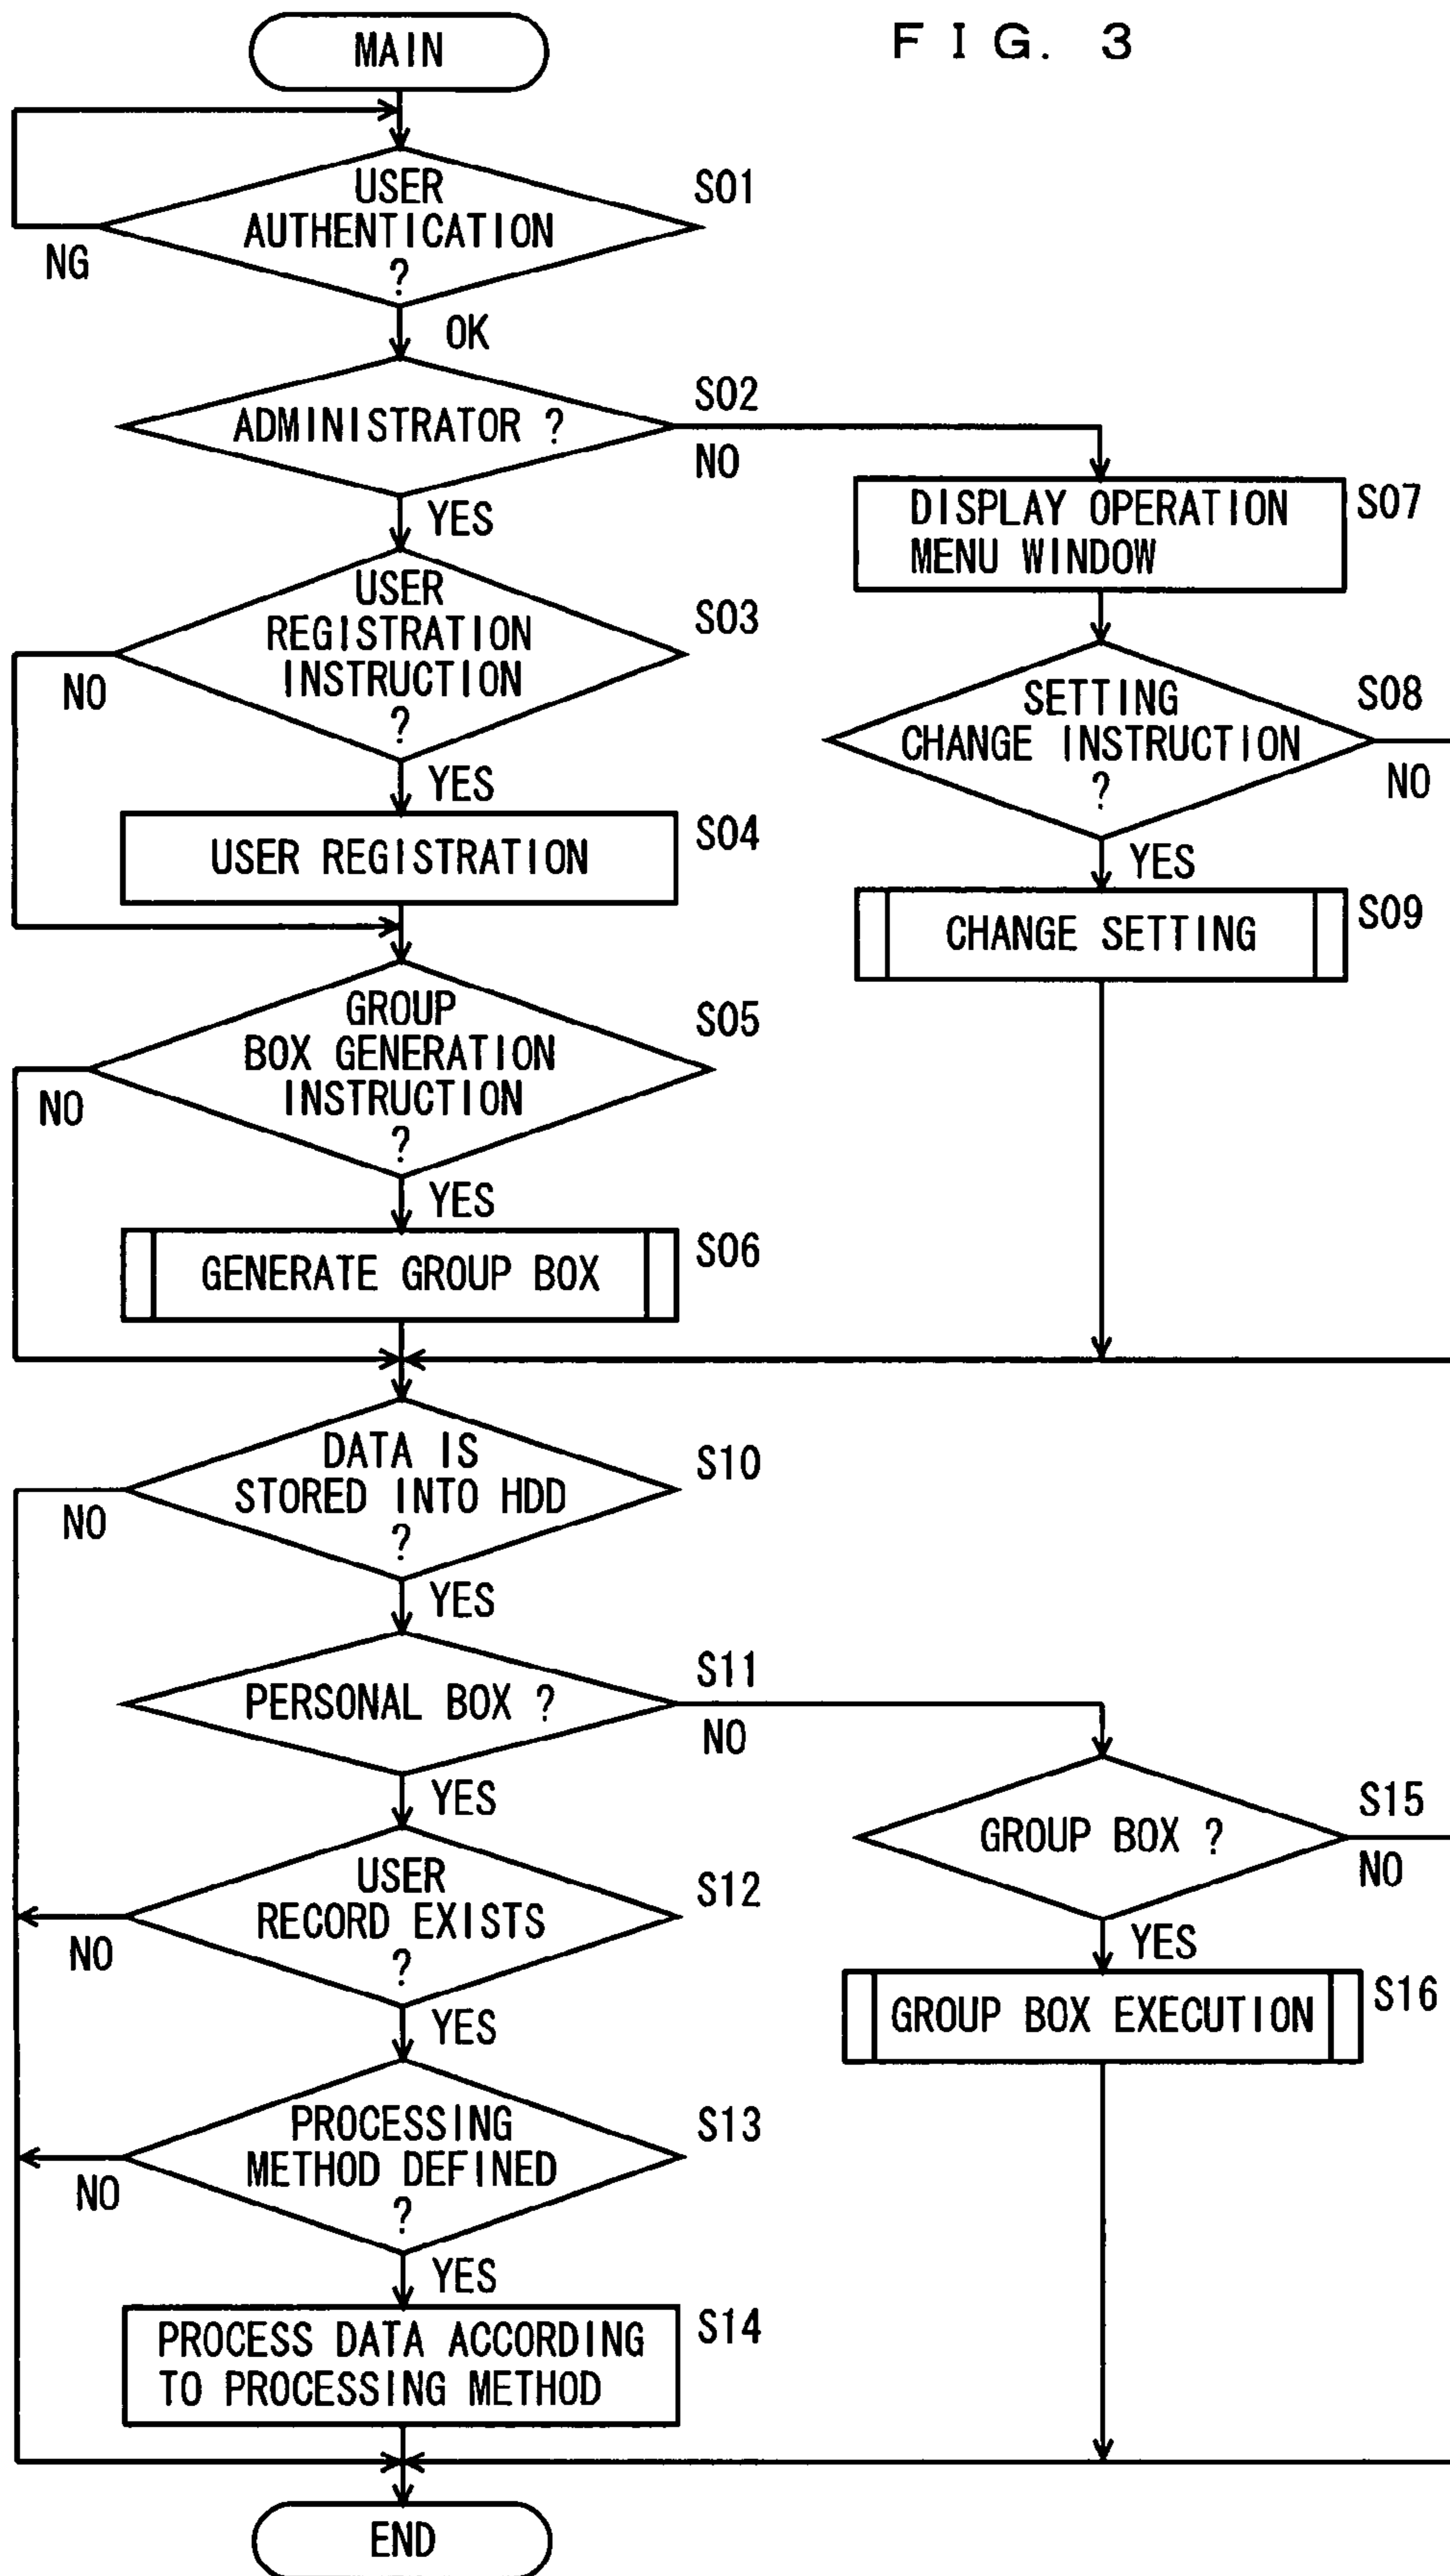 FIG. 3
MAIN
USER
AUTHENTICATION
?
S01
NG
OK
ADMINISTRATOR ?
S02
NO
YES
USER
REGISTRATION
INSTRUCTION
?
S03
NO
YES
USER REGISTRATION
S04
DISPLAY OPERATION
MENU WINDOW
S07
SETTING
CHANGE INSTRUCTION
?
S08
NO
YES
CHANGE SETTING
S09
GROUP
BOX GENERATION
INSTRUCTION
?
S05
NO
YES
GENERATE GROUP BOX
S06
DATA IS
STORED INTO HDD
?
S10
NO
YES
PERSONAL BOX ?
S11
NO
YES
USER
RECORD EXISTS
?
S12
NO
YES
PROCESSING
METHOD DEFINED
?
S13
NO
YES
PROCESS DATA ACCORDING
TO PROCESSING METHOD
S14
GROUP BOX ?
S15
NO
YES
GROUP BOX EXECUTION
S16
END